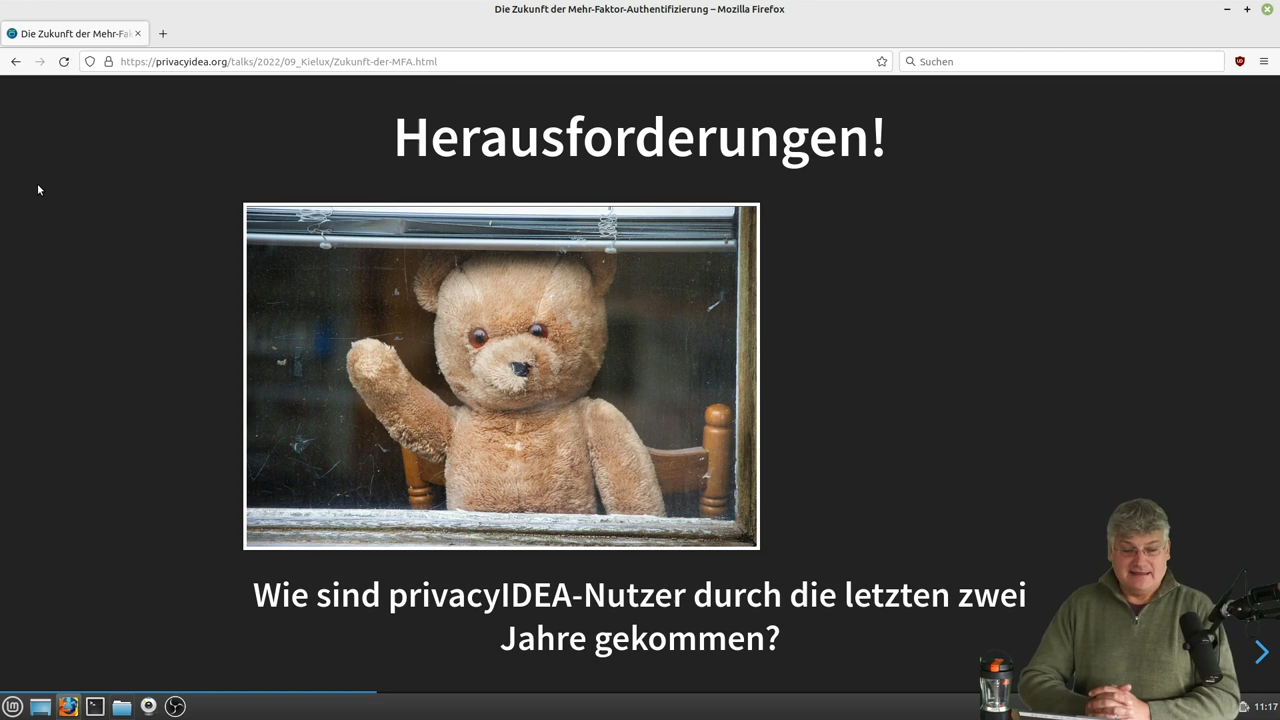 Die Zukunft der Mehr-Faktor-Authentifizierung – Mozilla Firefox
Die Zukunft der Mehr-Fak
https://privacyidea.org/talks/2022/09_Kielux/Zukunft-der-MFA.html
Suchen
Herausforderungen!
Wie sind privacyIDEA-Nutzer durch die letzten zwei
Jahre gekommen?
11:17